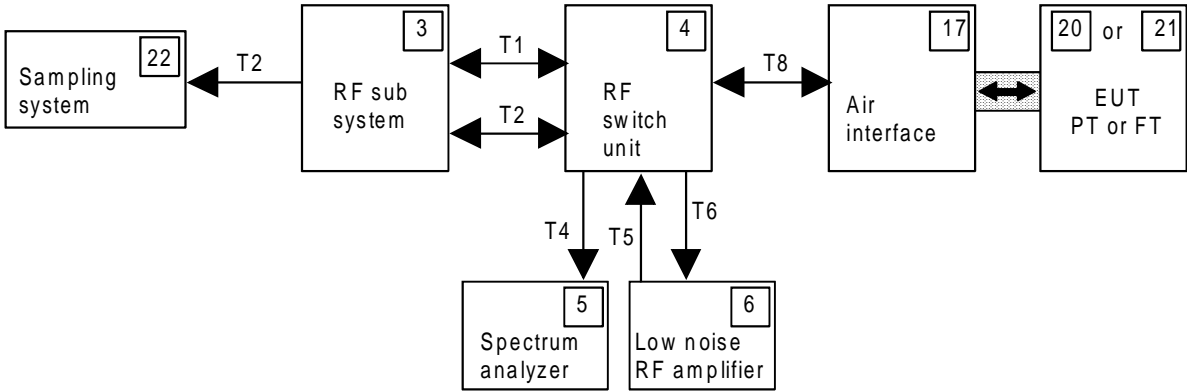 22
Sampling
system
T2
3
RF sub
system
T1
T2
4
RF
switch
unit
T8
17
Air
interface
20 or 21
EUT
PT or FT
T4
T5
T6
5
Spectrum
analyzer
6
Low noise
RF amplifier